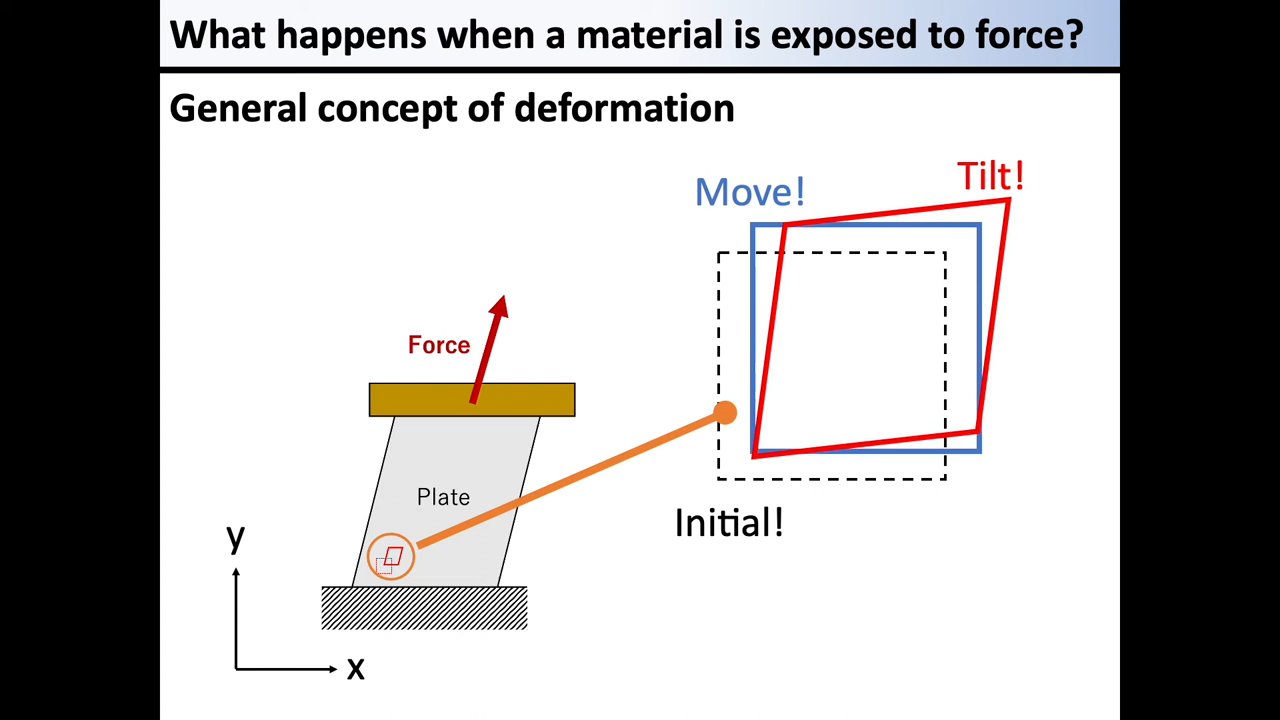 What happens when a material is exposed to force?
General concept of deformation
Move!
Tilt!
Force
Plate
Initial!
y
x